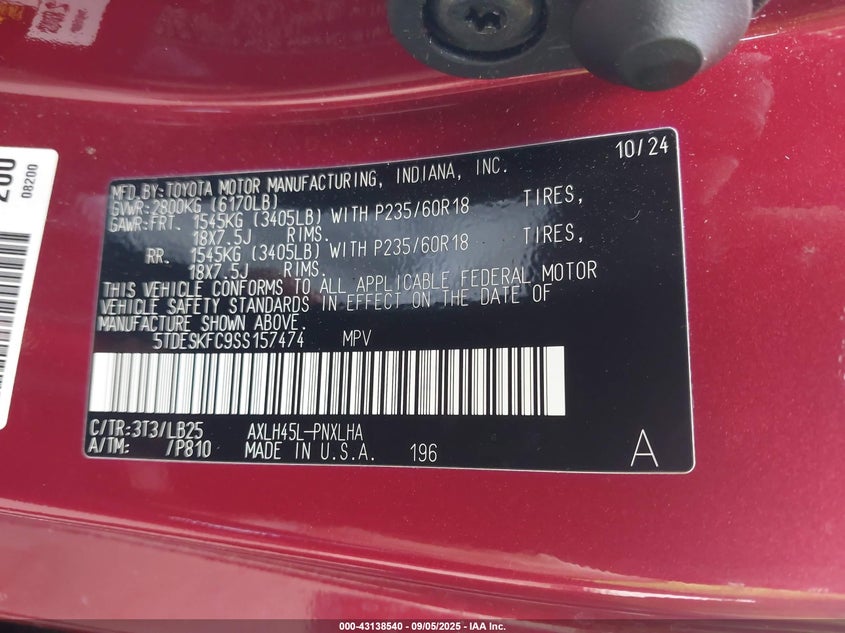 200
08200
10/24
MFD.BY:TOYOTA MOTOR MANUFACTURING, INDIANA, INC.
GVWR:2800KG (6170LB)
GAWR:FRT. 1545KG (3405LB) WITH P235/60R18 TIRES,
18X7.5J RIMS.
RR. 1545KG (3405LB) WITH P235/60R18 TIRES,
18X7.5J RIMS.
THIS VEHICLE CONFORMS TO ALL APPLICABLE FEDERAL MOTOR
VEHICLE SAFETY STANDARDS IN EFFECT ON THE DATE OF
MANUFACTURE SHOWN ABOVE.
5TDESKFC9SS157474 MPV
C/TR:3T3/LB25 AXLH45L-PNXLHA
A/TM: /P810 MADE IN U.S.A. 196 A
000-43138540 - 09/05/2025 - IAA Inc.